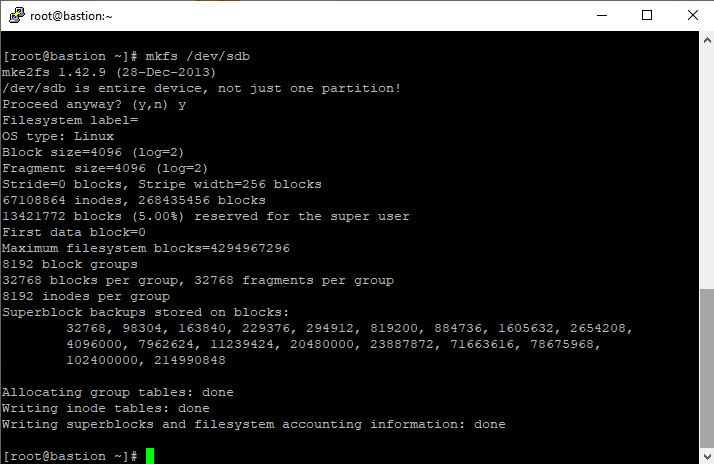 root@bastion:~
[root@bastion ~]# mkfs /dev/sdb
mke2fs 1.42.9 (28-Dec-2013)
/dev/sdb is entire device, not just one partition!
Proceed anyway? (y,n) y
Filesystem label=
OS type: Linux
Block size=4096 (log=2)
Fragment size=4096 (log=2)
Stride=0 blocks, Stripe width=256 blocks
67108864 inodes, 268435456 blocks
13421772 blocks (5.00%) reserved for the super user
First data block=0
Maximum filesystem blocks=4294967296
8192 block groups
32768 blocks per group, 32768 fragments per group
8192 inodes per group
Superblock backups stored on blocks:
32768, 98304, 163840, 229376, 294912, 819200, 884736, 1605632, 2654208,
4096000, 7962624, 11239424, 20480000, 23887872, 71663616, 78675968,
102400000, 214990848
Allocating group tables: done
Writing inode tables: done
Writing superblocks and filesystem accounting information: done
[root@bastion ~]#